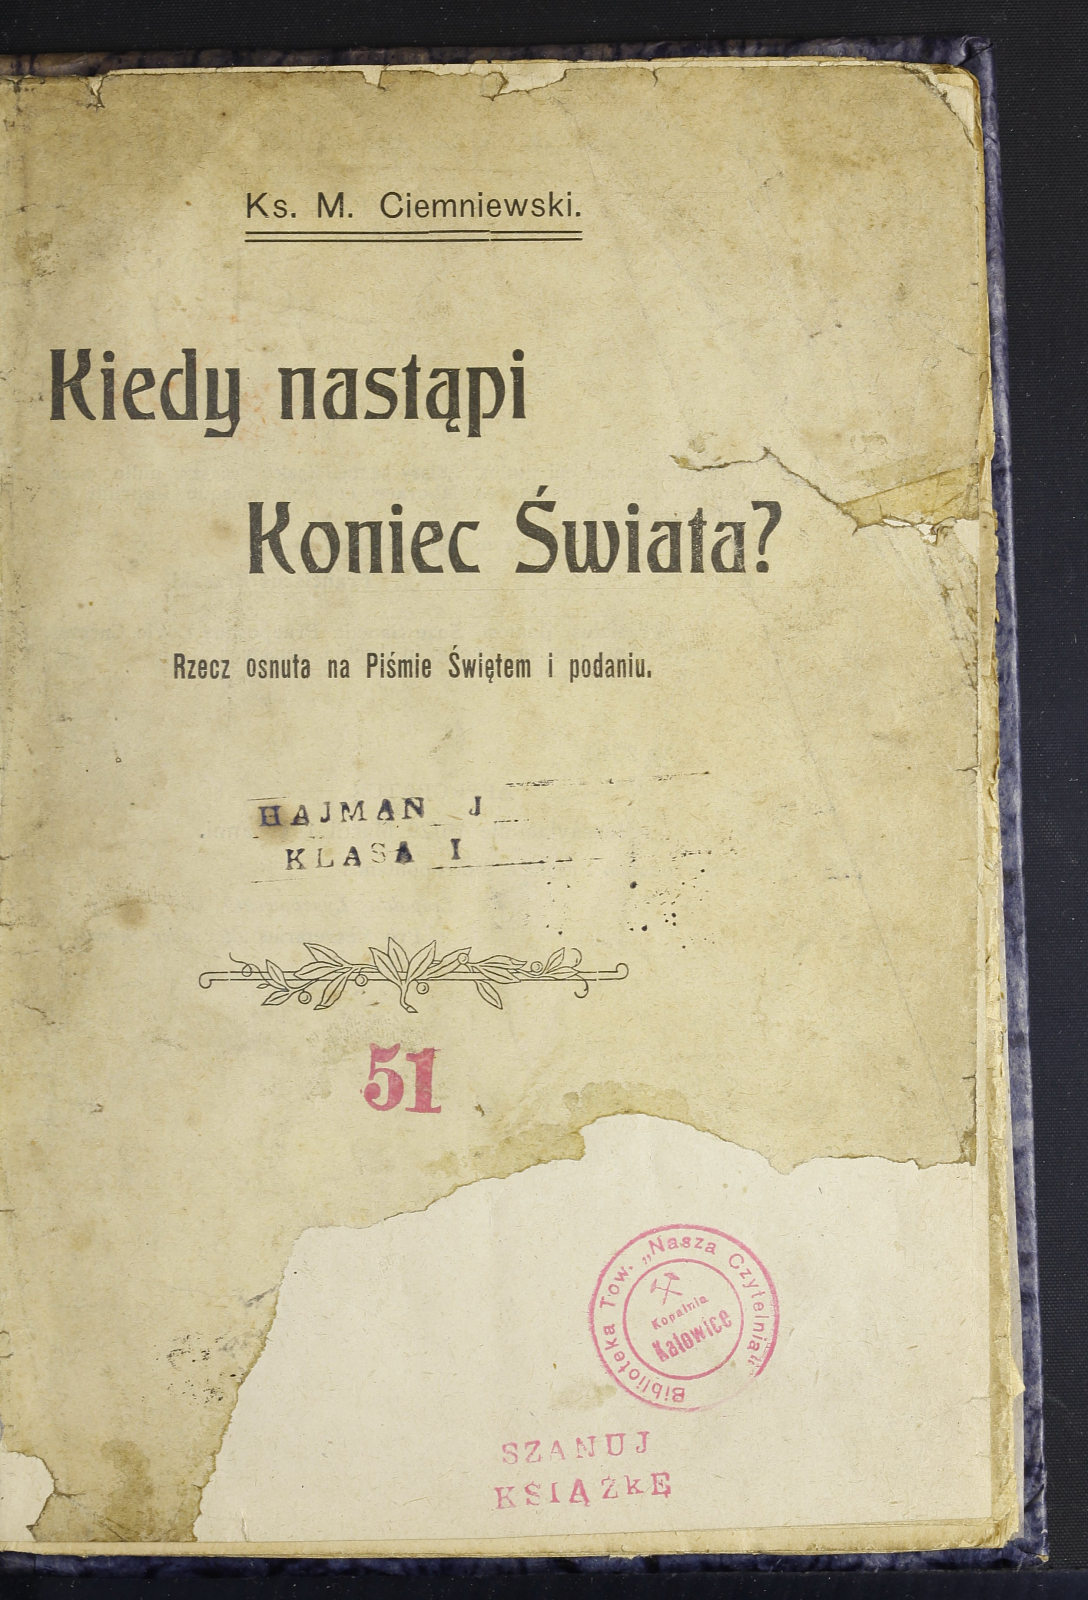 Ks. M. Ciemniewski.
Kiedy nastąpi
Koniec Świata?
Rzecz osnuta na Piśmie Świętem i podaniu.
HAJMAN J
KLASA I
51
Biblioteka Tow. „Nasza Czytelnia"
Kopalnia
Katowice
SZANUJ
KSIĄŻKĘ